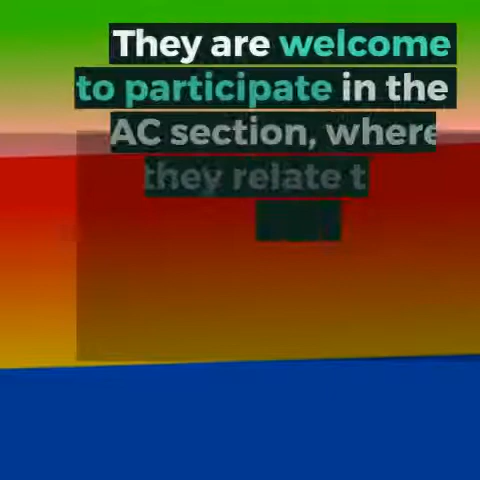 They are welcome
to participate in the
AC section, where
they relate t